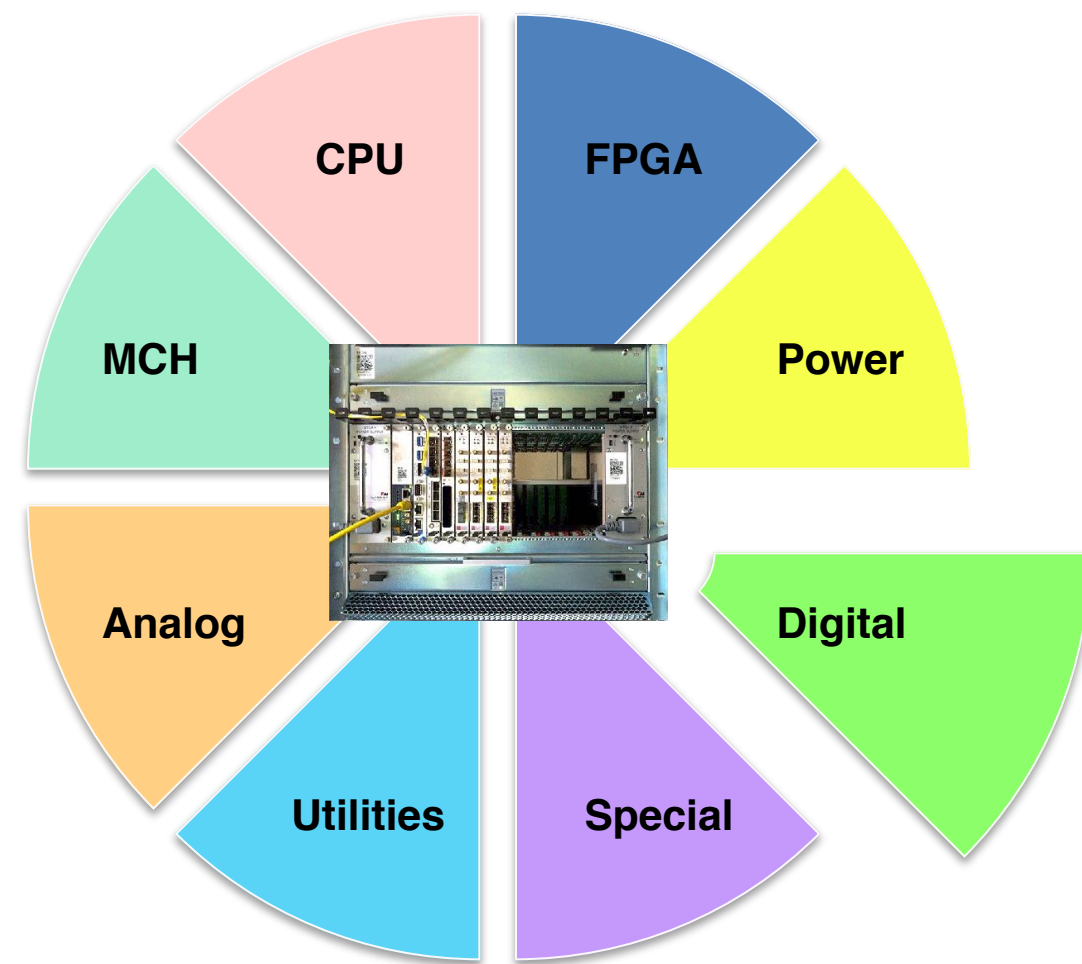 CPU
FPGA
MCH
Power
Analog
Digital
Utilities
Special